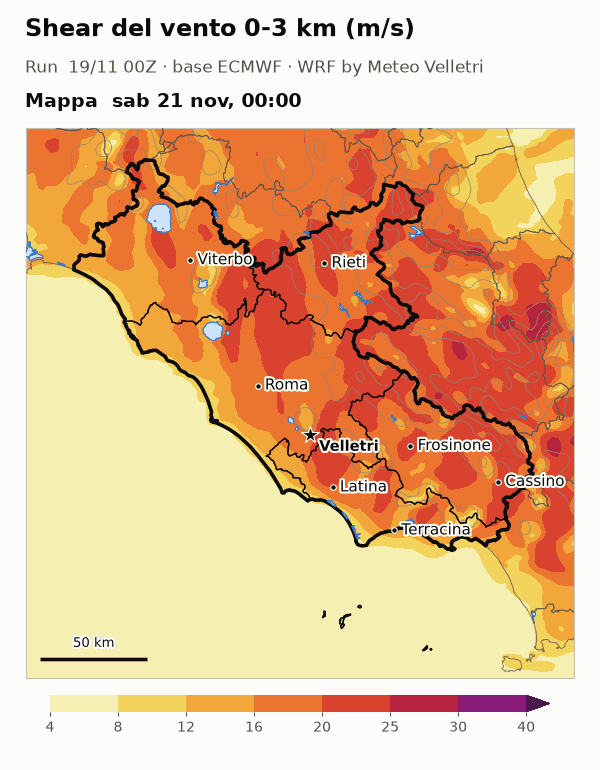 Shear del vento 0-3 km (m/s)
Run 19/11 00Z · base ECMWF · WRF by Meteo Velletri
Mappa sab 21 nov, 00:00
Viterbo
Rieti
Roma
Velletri
Frosinone
Cassino
Latina
Terracina
50 km
4 8 12 16 20 25 30 40